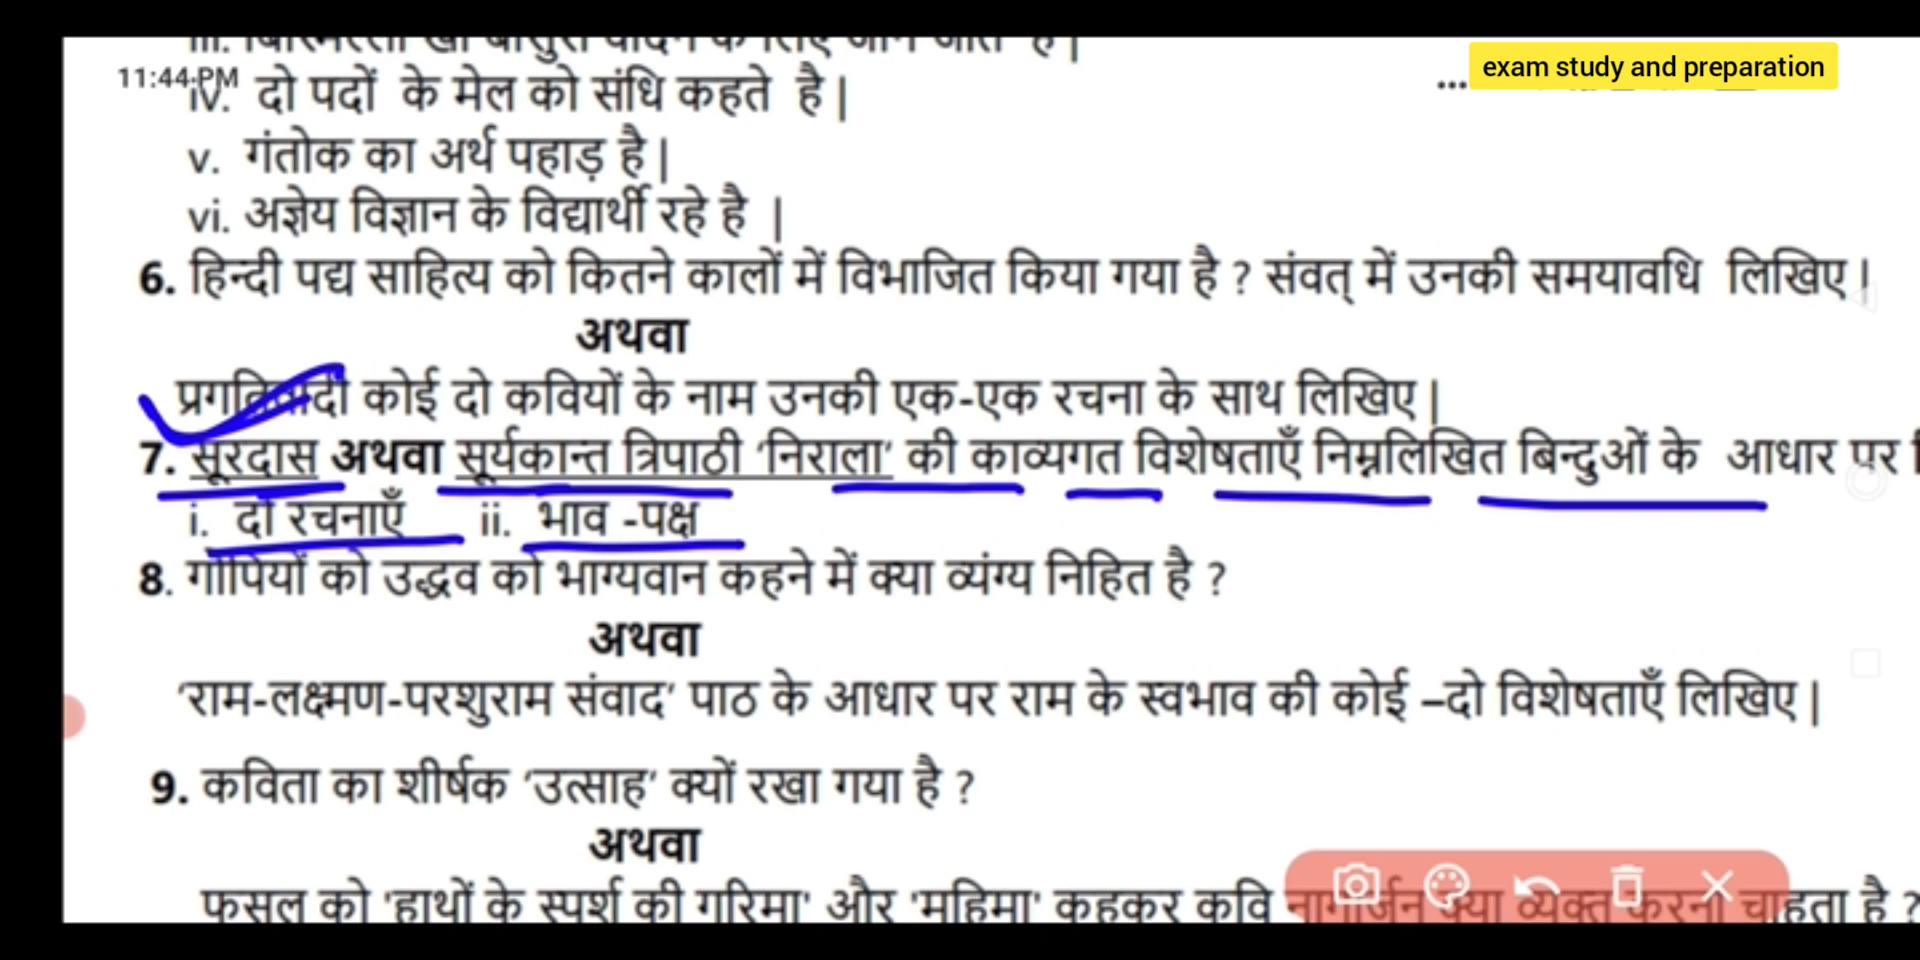 iii. बिस्मिल्ला खाँ बाँसुरी वादन के लिए जाने जाते है |
11:44 PM
exam study and preparation
iv. दो पदों के मेल को संधि कहते है |
v. गंतोक का अर्थ पहाड़ है |
vi. अज्ञेय विज्ञान के विद्यार्थी रहे है |
6. हिन्दी पद्य साहित्य को कितने कालों में विभाजित किया गया है ? संवत् में उनकी समयावधि लिखिए |
अथवा
प्रगतिवादी कोई दो कवियों के नाम उनकी एक-एक रचना के साथ लिखिए |
7. सूरदास अथवा सूर्यकान्त त्रिपाठी 'निराला' की काव्यगत विशेषताएँ निम्नलिखित बिन्दुओं के आधार पर
i. दो रचनाएँ ii. भाव -पक्ष
8. गोपियों को उद्धव को भाग्यवान कहने में क्या व्यंग्य निहित है ?
अथवा
'राम-लक्ष्मण-परशुराम संवाद' पाठ के आधार पर राम के स्वभाव की कोई –दो विशेषताएँ लिखिए |
9. कविता का शीर्षक 'उत्साह' क्यों रखा गया है ?
अथवा
फसल को 'हाथों के स्पर्श की गरिमा' और 'महिमा' कहकर कवि नागार्जन क्या व्यक्त करना चाहता है ?